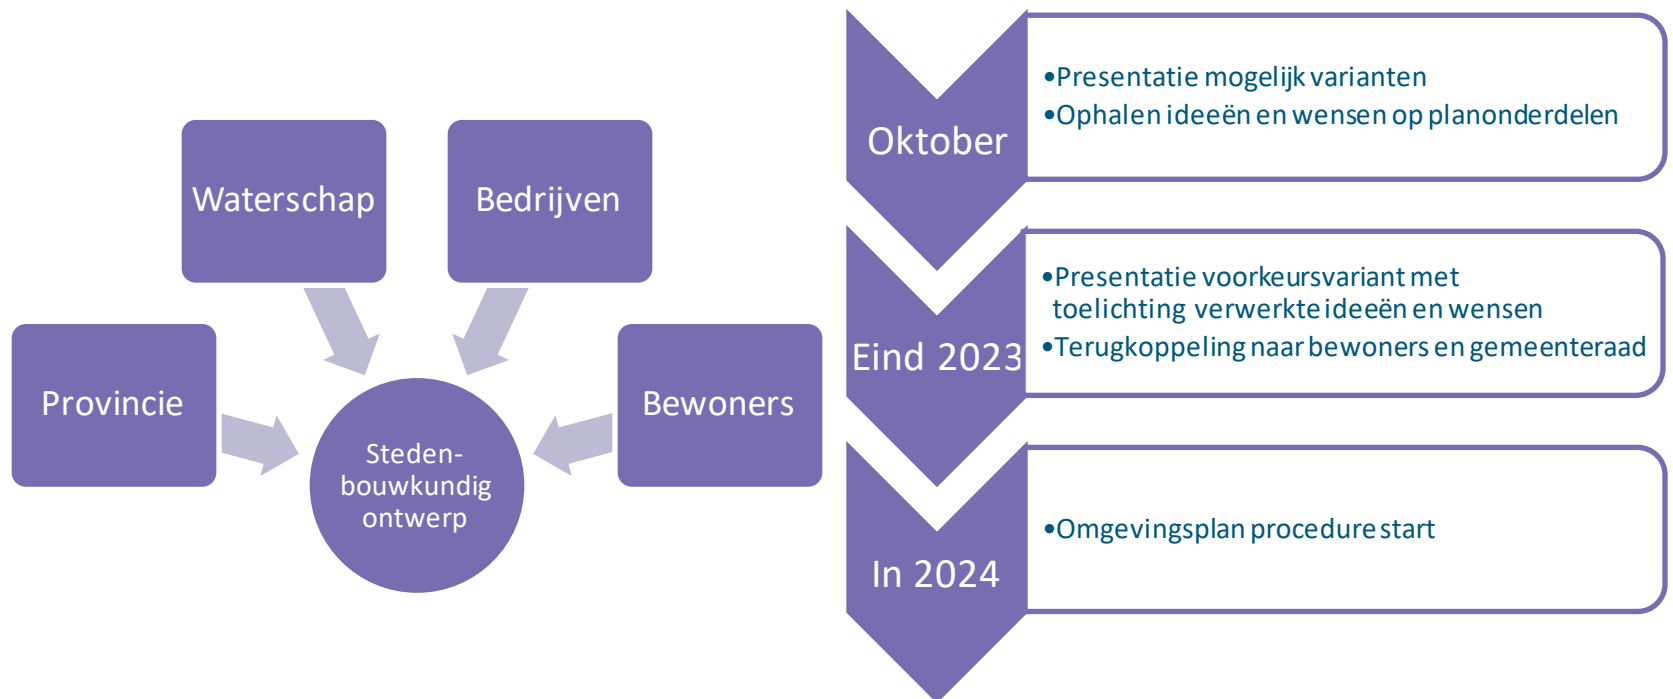 Waterschap
Bedrijven
Provincie
Bewoners
Steden-
bouwkundig
ontwerp
Oktober
•Presentatie mogelijk varianten
•Ophalen ideeën en wensen op planonderdelen
Eind 2023
•Presentatie voorkeursvariant met
toelichting verwerkte ideeën en wensen
•Terugkoppeling naar bewoners en gemeenteraad
In 2024
•Omgevingsplan procedure start